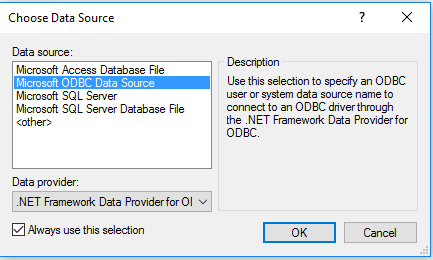 Choose Data Source
Data source:
Microsoft Access Database File
Microsoft ODBC Data Source
Microsoft SQL Server
Microsoft SQL Server Database File
<other>
Description
Use this selection to specify an ODBC
user or system data source name to
connect to an ODBC driver through
the .NET Framework Data Provider for
ODBC.
Data provider:
.NET Framework Data Provider for OI
Always use this selection
OK
Cancel